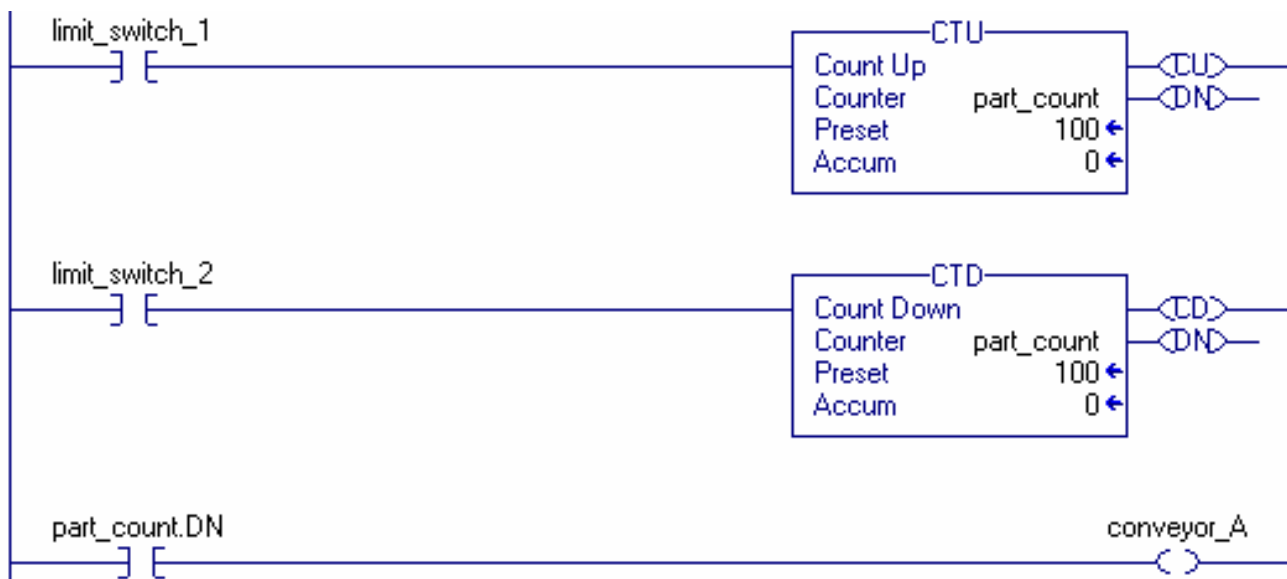 limit_switch_1
CTU
Count Up
Counter part_count
Preset 100
Accum 0
CU
DN
limit_switch_2
CTD
Count Down
Counter part_count
Preset 100
Accum 0
CD
DN
part_count.DN
conveyor_A